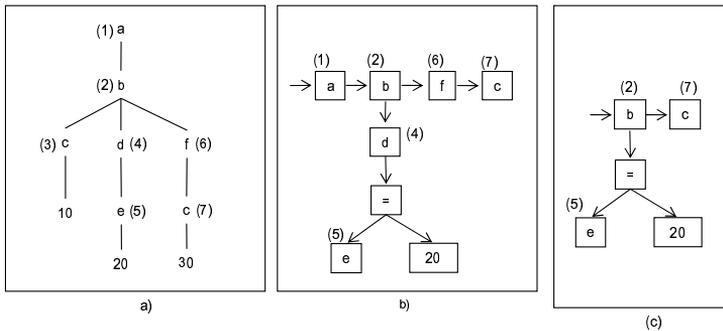 (1) a
(2) b
(3) c d (4) f (6)
10 e (5) c (7)
20 30
a)
(1) (2) (6) (7)
a b f c
d (4)
=
(5)
e 20
b)
(2) (7)
b c
=
(5)
e 20
(c)